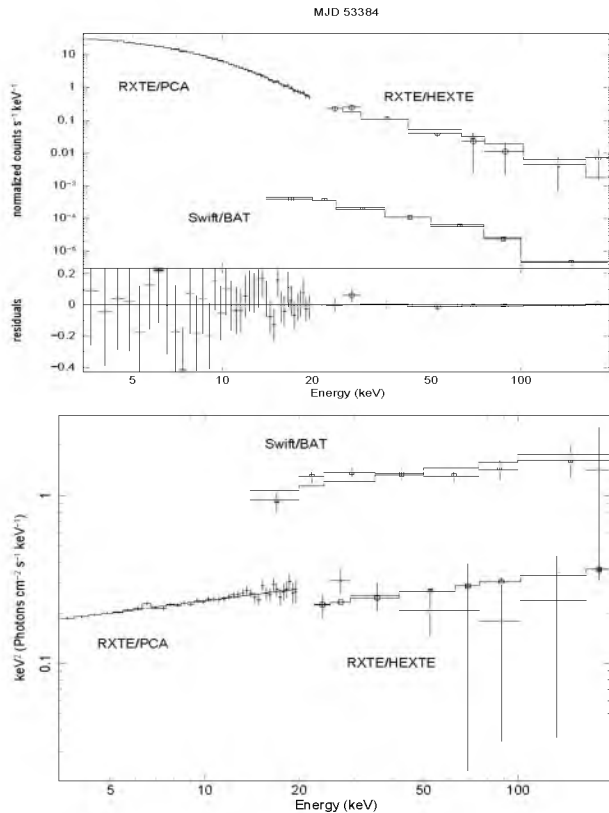 MJD 53384
normalized counts s⁻¹ keV⁻¹
10
1
0.1
0.01
10⁻³
10⁻⁴
10⁻⁵
RXTE/PCA
RXTE/HEXTE
Swift/BAT
residuals
0.2
0
−0.2
−0.4
5
10
20
50
100
Energy (keV)
keV² (Photons cm⁻² s⁻¹ keV⁻¹)
1
0.1
Swift/BAT
RXTE/PCA
RXTE/HEXTE
5
10
20
50
100
Energy (keV)